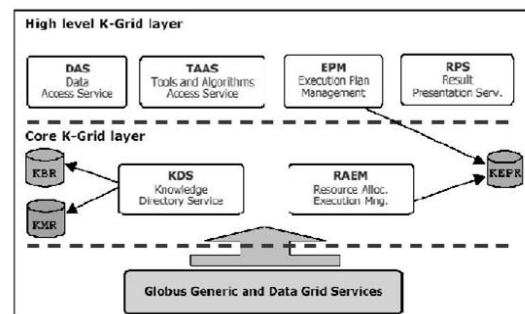 High level K-Grid layer
DAS
Data
Access Service
TAAS
Tools and Algorithms
Access Service
EPM
Execution Plan
Management
RPS
Result
Presentation Serv.
Core K-Grid layer
KBR
KMR
KDS
Knowledge
Directory Service
RAEM
Resource Alloc.
Execution Mng.
KEPR
Globus Generic and Data Grid Services